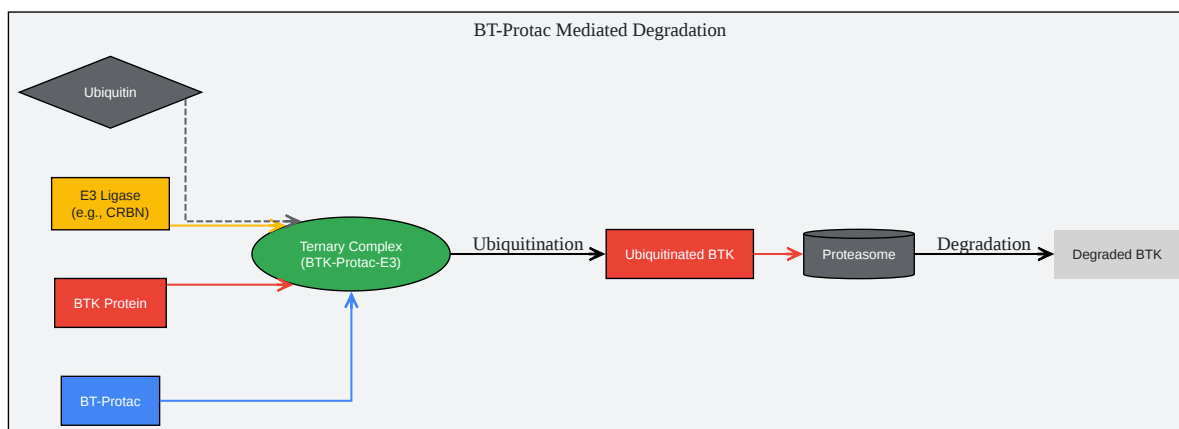 BT-Protac Mediated Degradation
Ubiquitin
E3 Ligase
(e.g., CRBN)
BTK Protein
BT-Protac
Ternary Complex
(BTK-Protac-E3)
Ubiquitination
Ubiquitinated BTK
Proteasome
Degradation
Degraded BTK